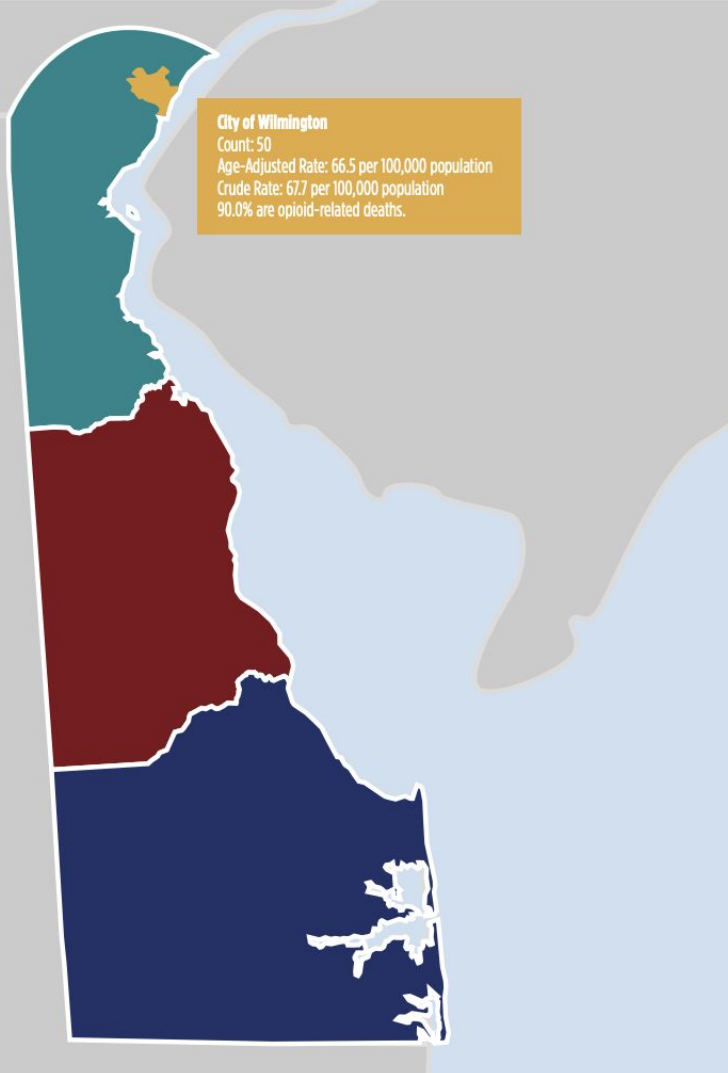 City of Wilmington
Count: 50
Age-Adjusted Rate: 66.5 per 100,000 population
Crude Rate: 67.7 per 100,000 population
90.0% are opioid-related deaths.